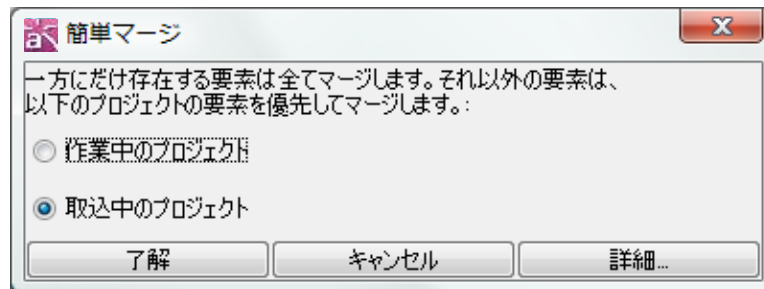 簡単マージ
一方にだけ存在する要素は全てマージします。それ以外の要素は、
以下のプロジェクトの要素を優先してマージします。:
作業中のプロジェクト
取込中のプロジェクト
了解 キャンセル 詳細...